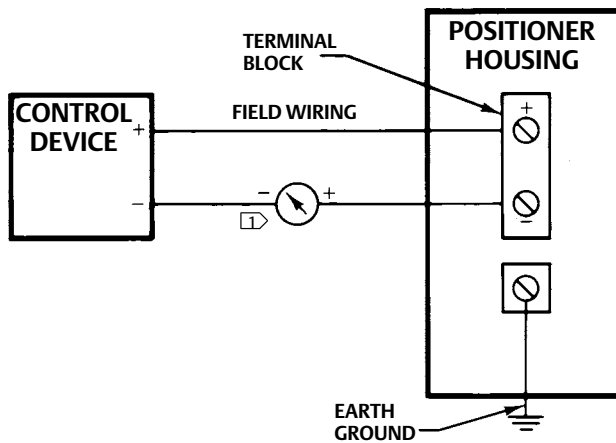 TERMINAL
BLOCK
POSITIONER
HOUSING
CONTROL
DEVICE
FIELD WIRING
+
+
-
-
+
-
1
EARTH
GROUND